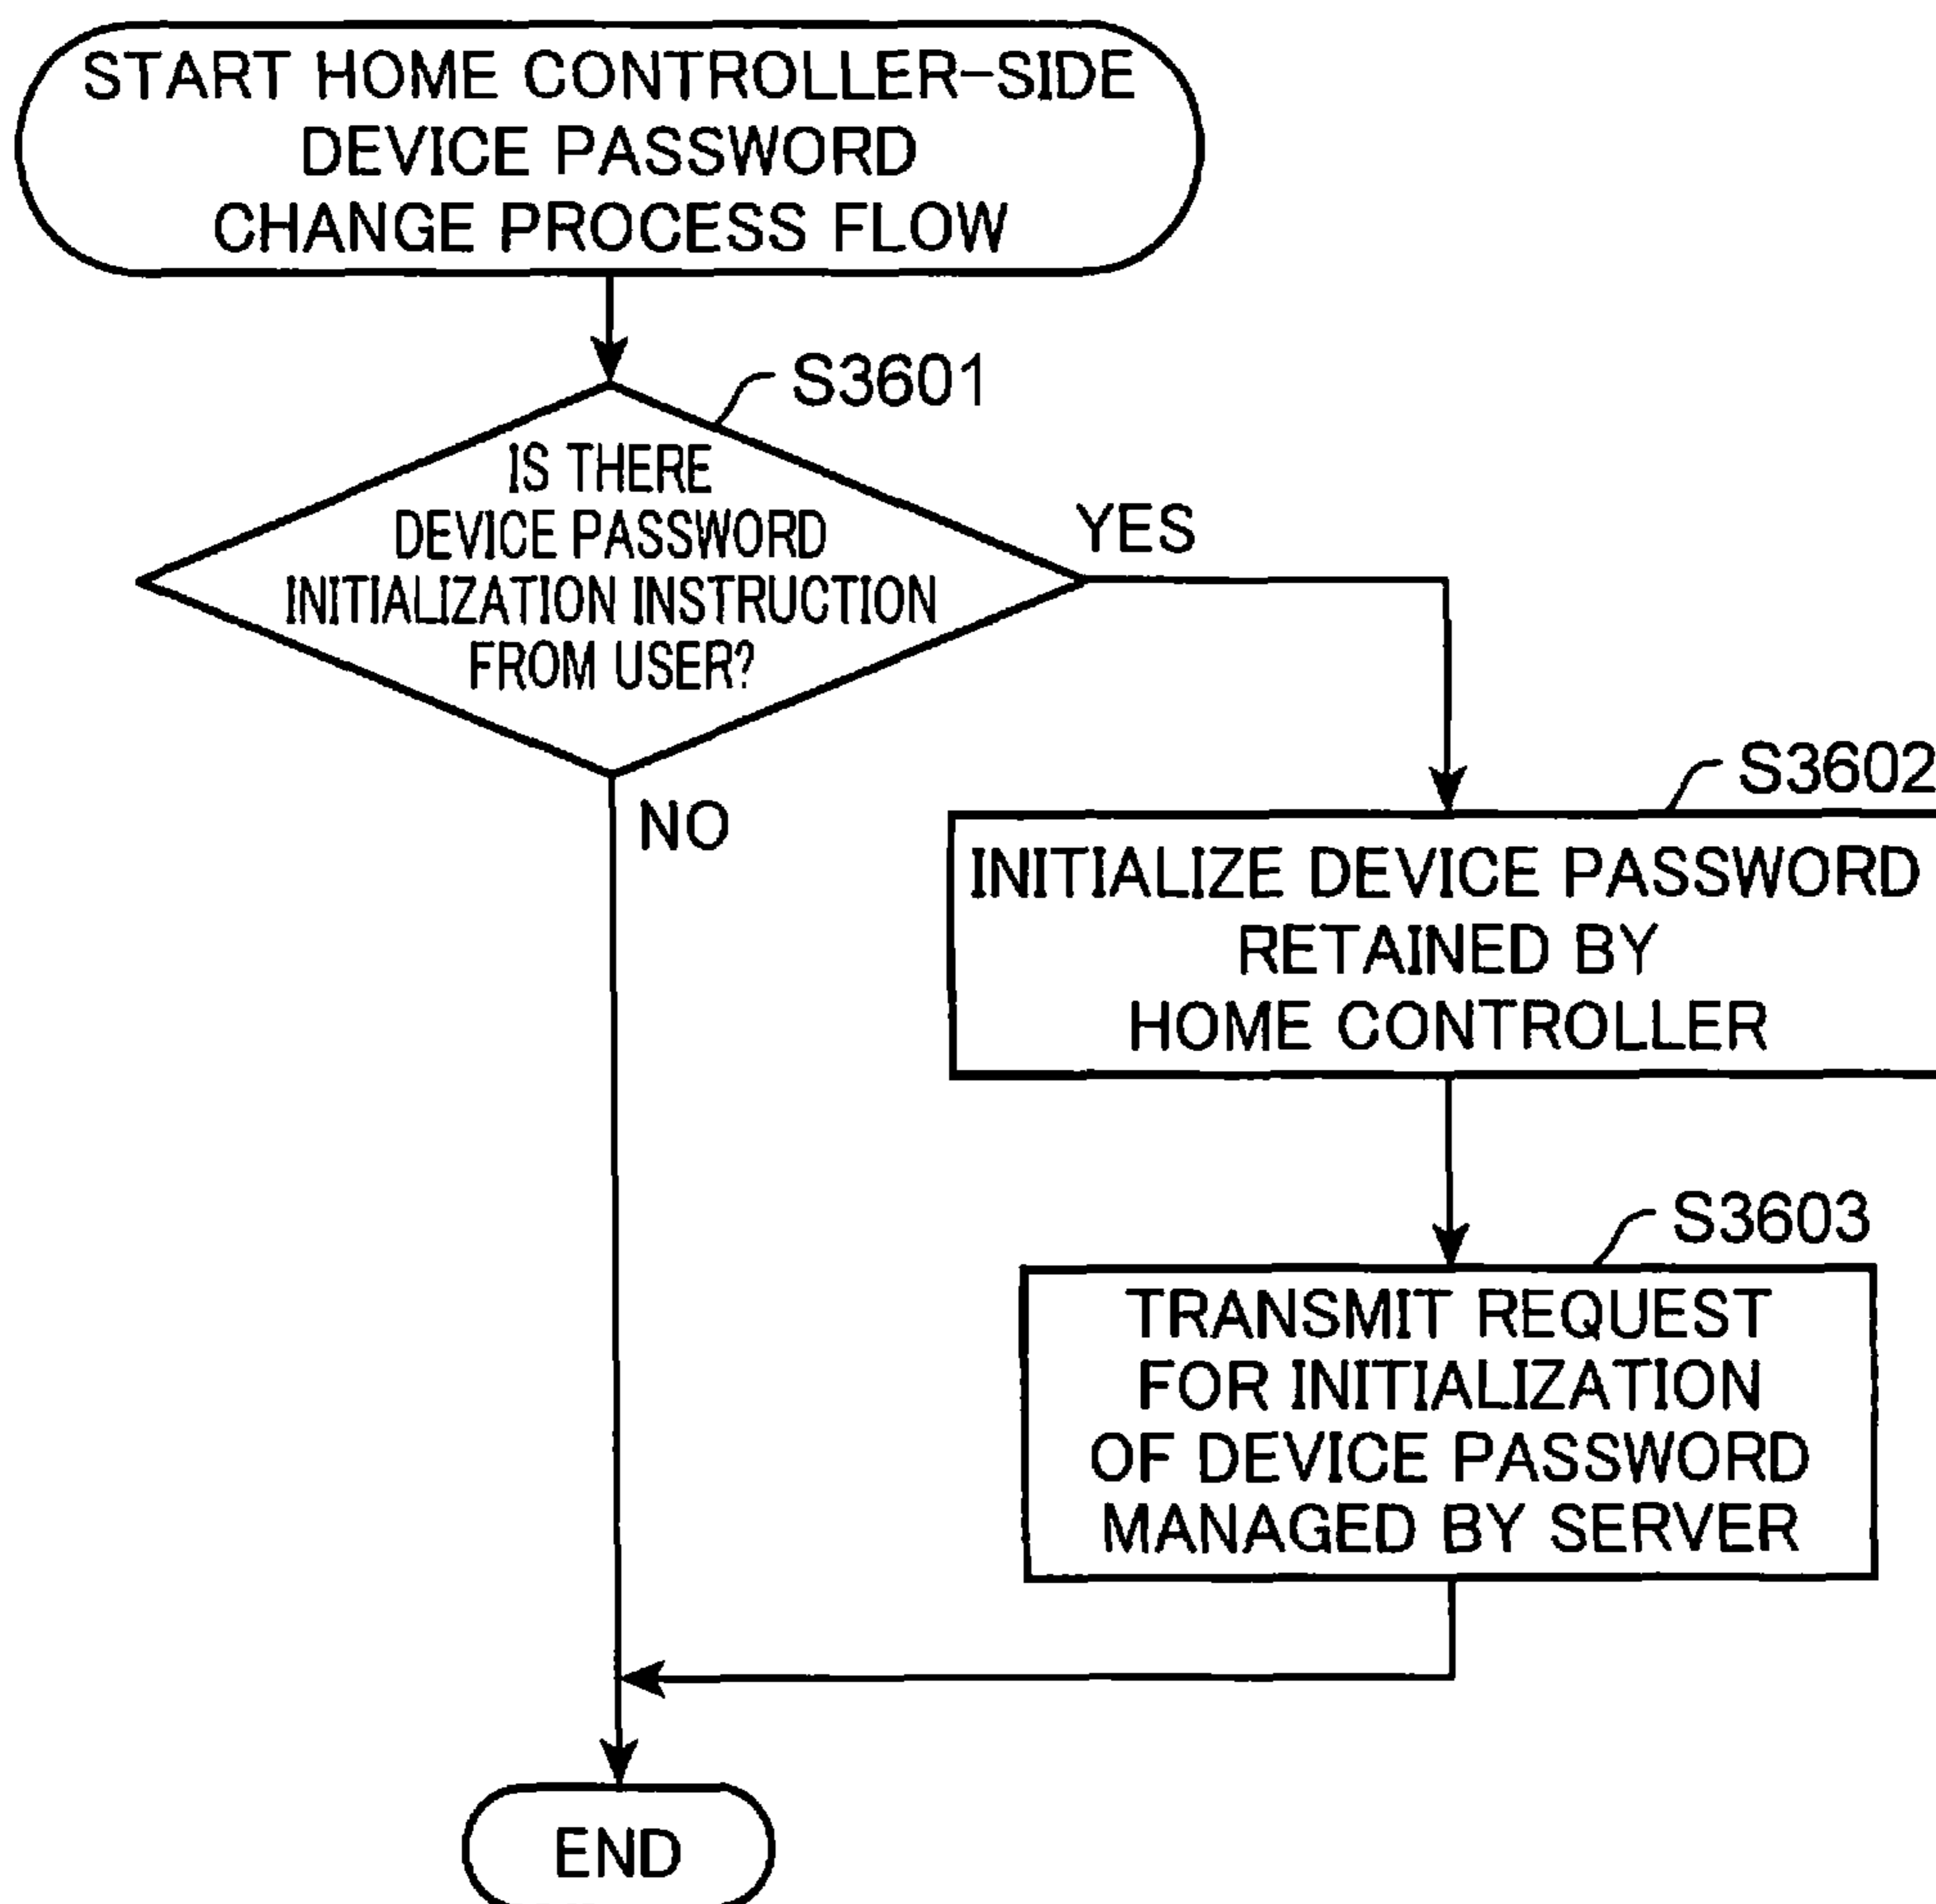 START HOME CONTROLLER-SIDE
DEVICE PASSWORD
CHANGE PROCESS FLOW
S3601
IS THERE
DEVICE PASSWORD
INITIALIZATION INSTRUCTION
FROM USER?
YES
NO
S3602
INITIALIZE DEVICE PASSWORD
RETAINED BY
HOME CONTROLLER
S3603
TRANSMIT REQUEST
FOR INITIALIZATION
OF DEVICE PASSWORD
MANAGED BY SERVER
END